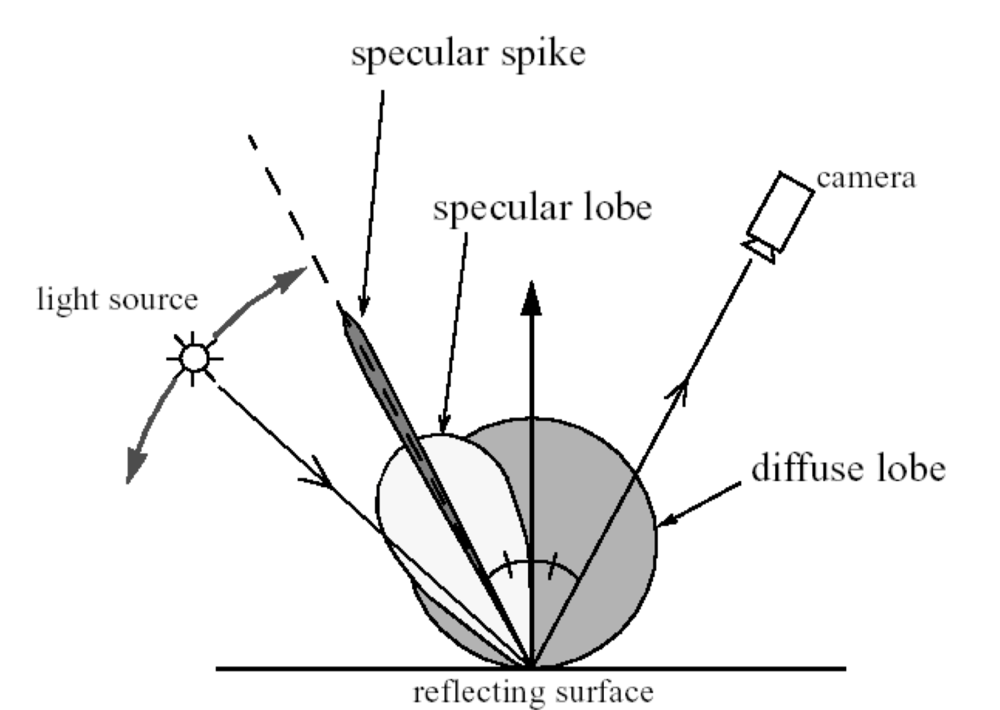 specular spike
camera
specular lobe
light source
diffuse lobe
reflecting surface